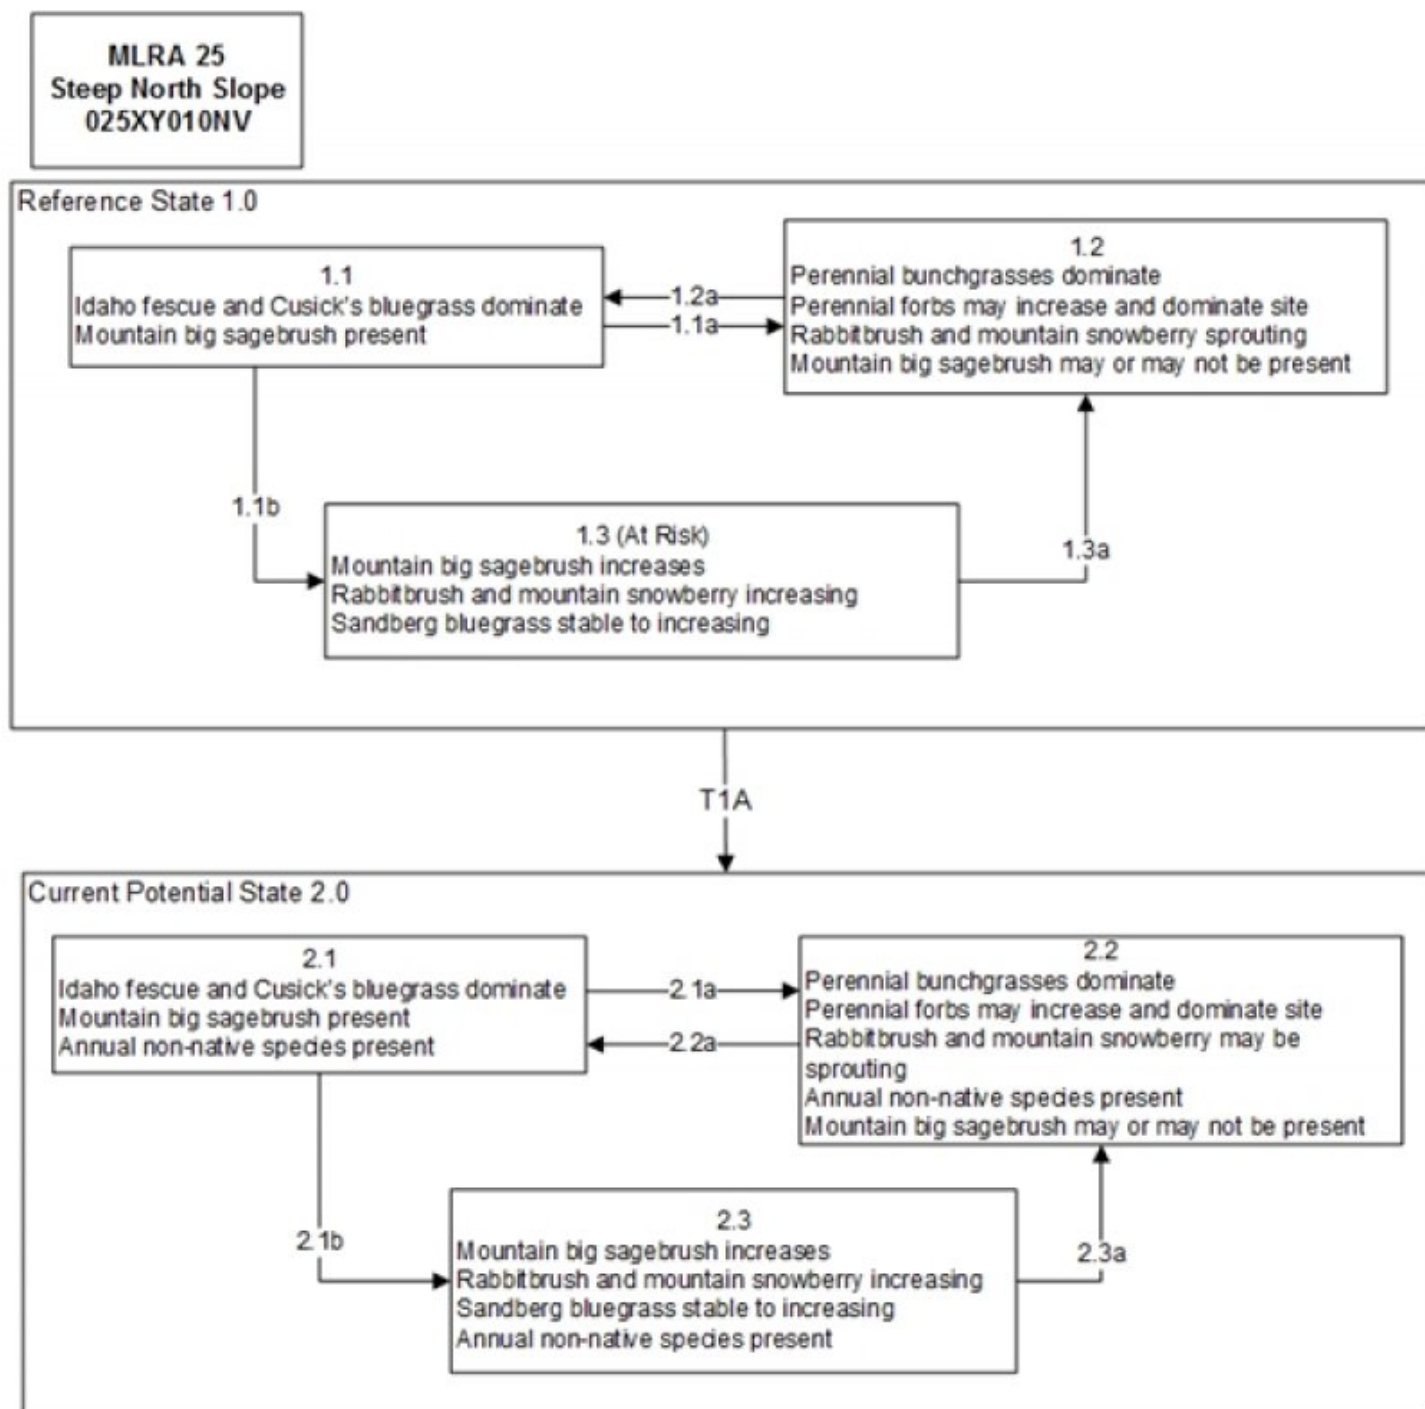 MLRA 25
Steep North Slope
025XY010NV
Reference State 1.0
1.1
Idaho fescue and Cusick's bluegrass dominate
Mountain big sagebrush present
1.2a
1.1a
1.2
Perennial bunchgrasses dominate
Perennial forbs may increase and dominate site
Rabbitbrush and mountain snowberry sprouting
Mountain big sagebrush may or may not be present
1.1b
1.3 (At Risk)
Mountain big sagebrush increases
Rabbitbrush and mountain snowberry increasing
Sandberg bluegrass stable to increasing
1.3a
T1A
Current Potential State 2.0
2.1
Idaho fescue and Cusick's bluegrass dominate
Mountain big sagebrush present
Annual non-native species present
2.1a
2.2a
2.2
Perennial bunchgrasses dominate
Perennial forbs may increase and dominate site
Rabbitbrush and mountain snowberry may be
sprouting
Annual non-native species present
Mountain big sagebrush may or may not be present
2.1b
2.3
Mountain big sagebrush increases
Rabbitbrush and mountain snowberry increasing
Sandberg bluegrass stable to increasing
Annual non-native species present
2.3a